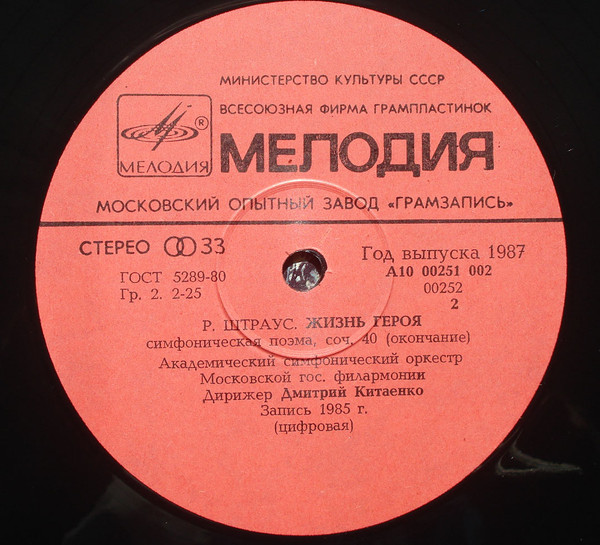 МИНИСТЕРСТВО КУЛЬТУРЫ СССР
ВСЕСОЮЗНАЯ ФИРМА ГРАМПЛАСТИНОК
® МЕЛОДИЯ
МЕЛОДИЯ
МОСКОВСКИЙ ОПЫТНЫЙ ЗАВОД «ГРАМЗАПИСЬ»
СТЕРЕО 33
Год выпуска 1987
ГОСТ 5289-80
А10 00251 002
Гр. 2. 2-25
00252
2
Р. ШТРАУС. ЖИЗНЬ ГЕРОЯ
симфоническая поэма, соч. 40 (окончание)
Академический симфонический оркестр
Московской гос. филармонии
Дирижер Дмитрий Китаенко
Запись 1985 г.
(цифровая)